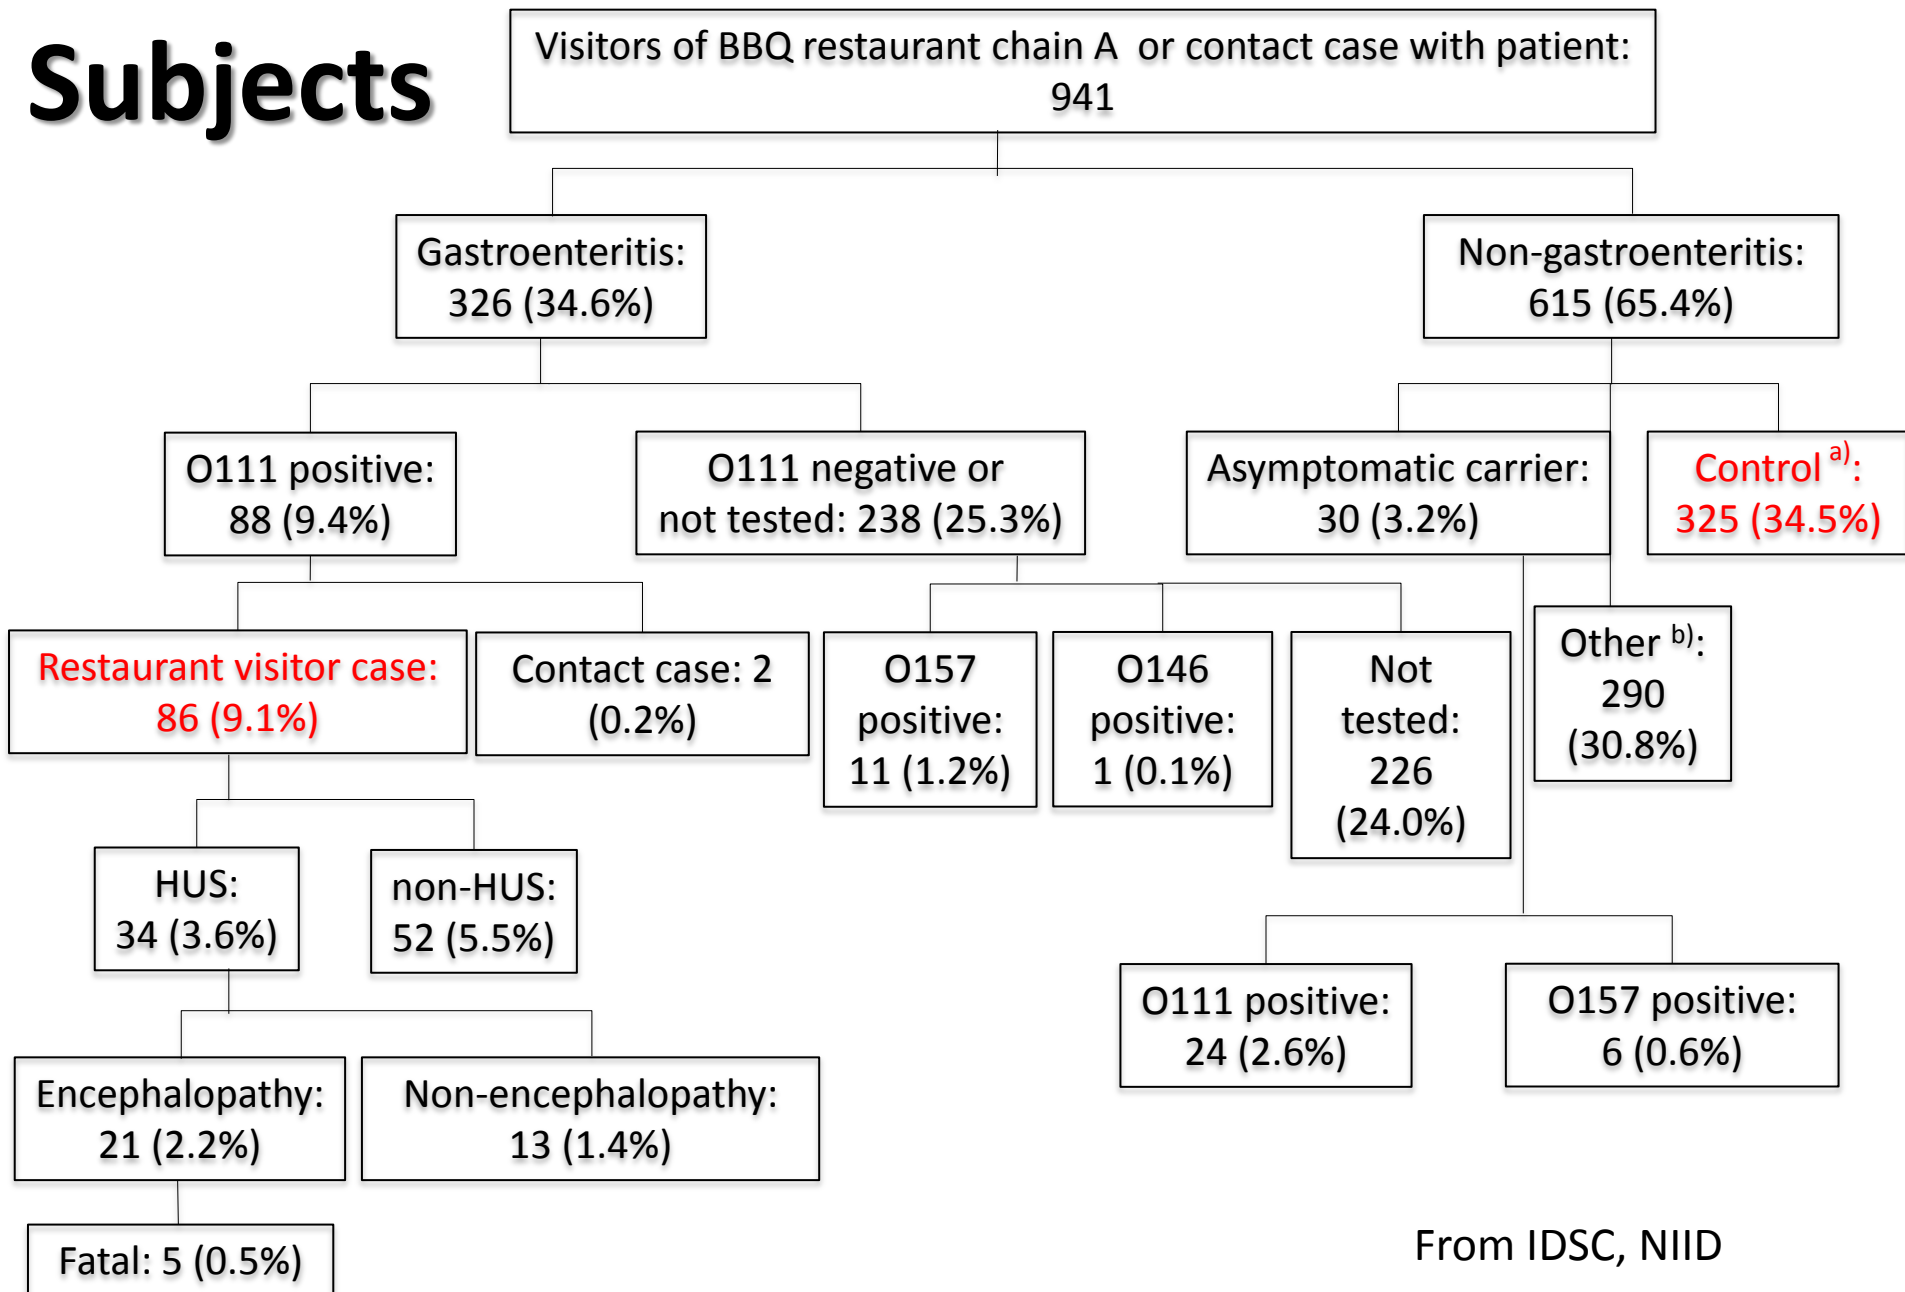 Subjects
Visitors of BBQ restaurant chain A or contact case with patient:
941
Gastroenteritis:
326 (34.6%)
Non-gastroenteritis:
615 (65.4%)
O111 positive:
88 (9.4%)
O111 negative or
not tested: 238 (25.3%)
Asymptomatic carrier:
30 (3.2%)
Control a):
325 (34.5%)
Restaurant visitor case:
86 (9.1%)
Contact case: 2
(0.2%)
O157
positive:
11 (1.2%)
O146
positive:
1 (0.1%)
Not
tested:
226
(24.0%)
Other b):
290
(30.8%)
HUS:
34 (3.6%)
non-HUS:
52 (5.5%)
O111 positive:
24 (2.6%)
O157 positive:
6 (0.6%)
Encephalopathy:
21 (2.2%)
Non-encephalopathy:
13 (1.4%)
Fatal: 5 (0.5%)
From IDSC, NIID